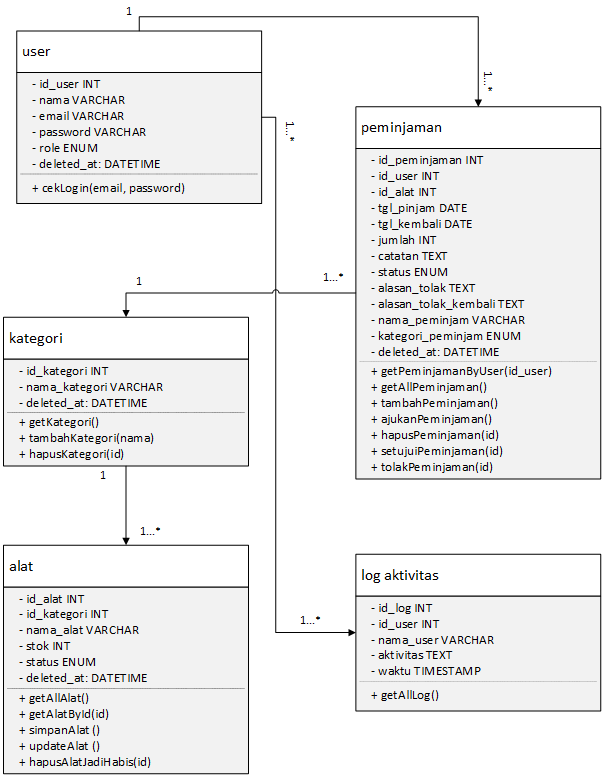 1
user
- id_user INT
- nama VARCHAR
- email VARCHAR
- password VARCHAR
- role ENUM
- deleted_at: DATETIME
+ cekLogin(email, password)
1...*
1...*
peminjaman
- id_peminjaman INT
- id_user INT
- id_alat INT
- tgl_pinjam DATE
- tgl_kembali DATE
- jumlah INT
- catatan TEXT
- status ENUM
- alasan_tolak TEXT
- alasan_tolak_kembali TEXT
- nama_peminjam VARCHAR
- kategori_peminjam ENUM
- deleted_at: DATETIME
+ getPeminjamanByUser(id_user)
+ getAllPeminjaman()
+ tambahPeminjaman()
+ ajukanPeminjaman()
+ hapusPeminjaman(id)
+ setujuiPeminjaman(id)
+ tolakPeminjaman(id)
1...*
1
kategori
- id_kategori INT
- nama_kategori VARCHAR
- deleted_at: DATETIME
+ getKategori()
+ tambahKategori(nama)
+ hapusKategori(id)
1
1...*
alat
- id_alat INT
- id_kategori INT
- nama_alat VARCHAR
- stok INT
- status ENUM
- deleted_at: DATETIME
+ getAllAlat()
+ getAlatById(id)
+ simpanAlat ()
+ updateAlat ()
+ hapusAlatJadiHabis(id)
1...*
log aktivitas
- id_log INT
- id_user INT
- nama_user VARCHAR
- aktivitas TEXT
- waktu TIMESTAMP
+ getAllLog()